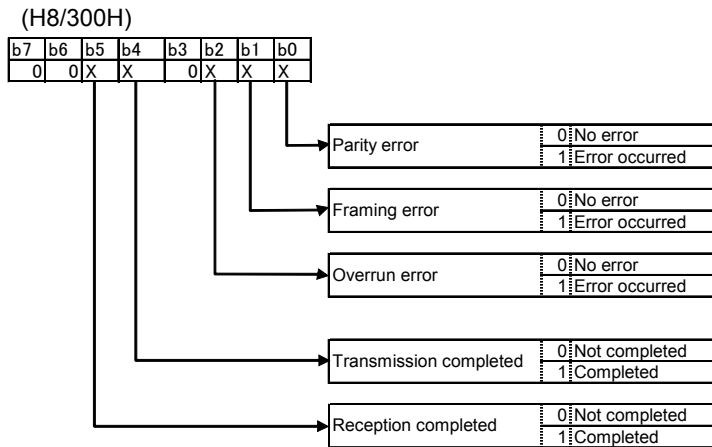 (H8/300H)
b7 b6 b5 b4 b3 b2 b1 b0
0 0 X X 0 X X X
Parity error 0 No error
1 Error occurred
Framing error 0 No error
1 Error occurred
Overrun error 0 No error
1 Error occurred
Transmission completed 0 Not completed
1 Completed
Reception completed 0 Not completed
1 Completed